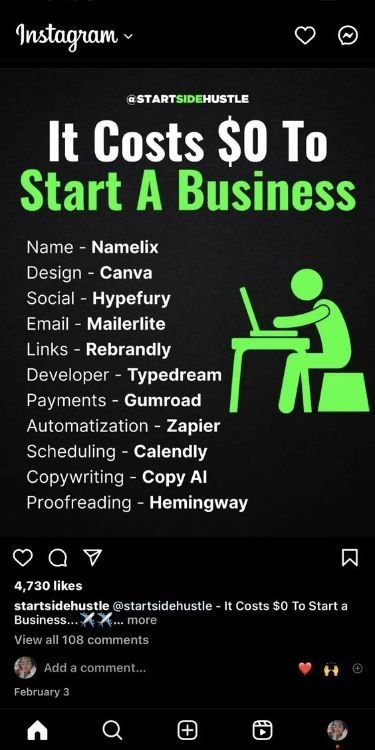 Instagram
@STARTSIDEHUSTLE
It Costs $0 To
Start A Business
Name - Namelix
Design - Canva
Social - Hypefury
Email - Mailerlite
Links - Rebrandly
Developer - Typedream
Payments - Gumroad
Automatization - Zapier
Scheduling - Calendly
Copywriting - Copy AI
Proofreading - Hemingway
4,730 likes
startsidehustle @startsidehustle - It Costs $0 To Start a
Business...✈️✈️... more
View all 108 comments
Add a comment...
February 3